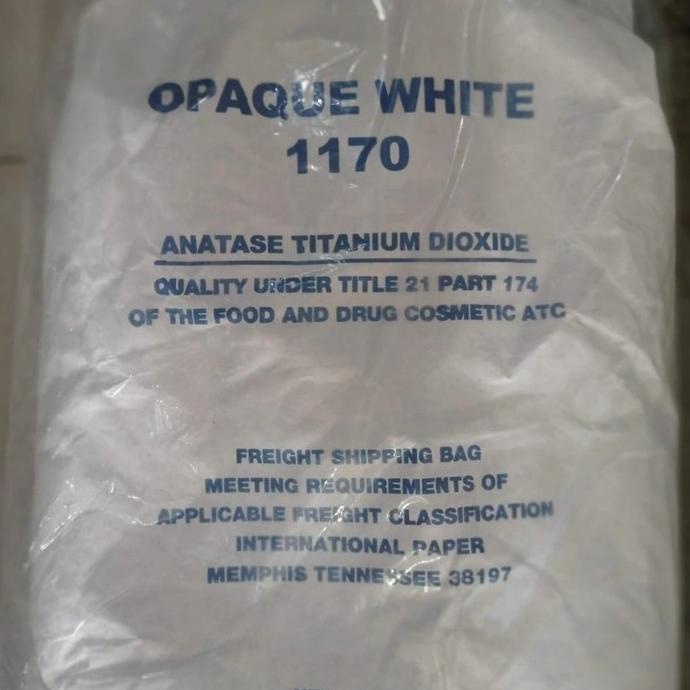 OPAQUE WHITE
1170
ANATASE TITANIUM DIOXIDE
QUALITY UNDER TITLE 21 PART 174
OF THE FOOD AND DRUG COSMETIC ATC
FREIGHT SHIPPING BAG
MEETING REQUIREMENTS OF
APPLICABLE FREIGHT CLASSIFICATION
INTERNATIONAL PAPER
MEMPHIS TENNESSEE 38197